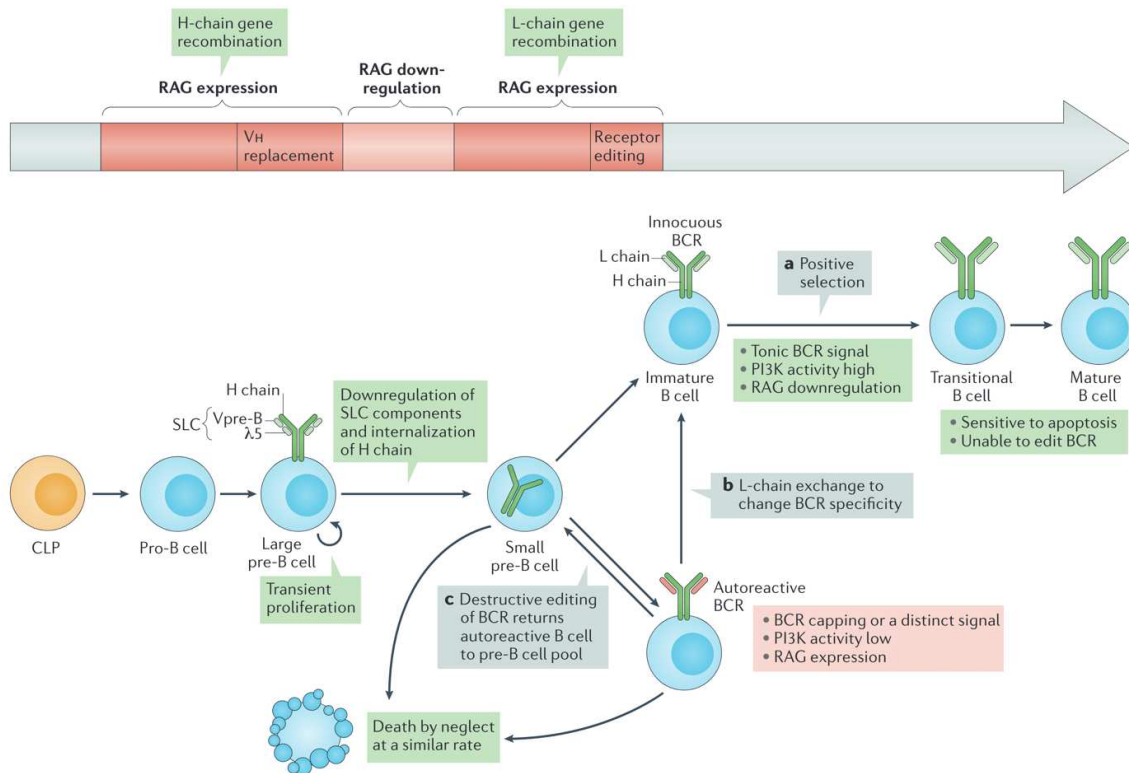 H-chain gene
recombination
L-chain gene
recombination
RAG expression
RAG down-
regulation
RAG expression
VH
replacement
Receptor
editing
Innocuous
BCR
L chain
H chain
Immature
B cell
a Positive
selection
• Tonic BCR signal
• PI3K activity high
• RAG downregulation
Transitional
B cell
Mature
B cell
• Sensitive to apoptosis
• Unable to edit BCR
H chain
SLC
Vpre-B
λ5
Downregulation of
SLC components
and internalization
of H chain
CLP
Pro-B cell
Large
pre-B cell
Small
pre-B cell
Transient
proliferation
b L-chain exchange to
change BCR specificity
c Destructive editing
of BCR returns
autoreactive B cell
to pre-B cell pool
Autoreactive
BCR
• BCR capping or a distinct signal
• PI3K activity low
• RAG expression
Death by neglect
at a similar rate